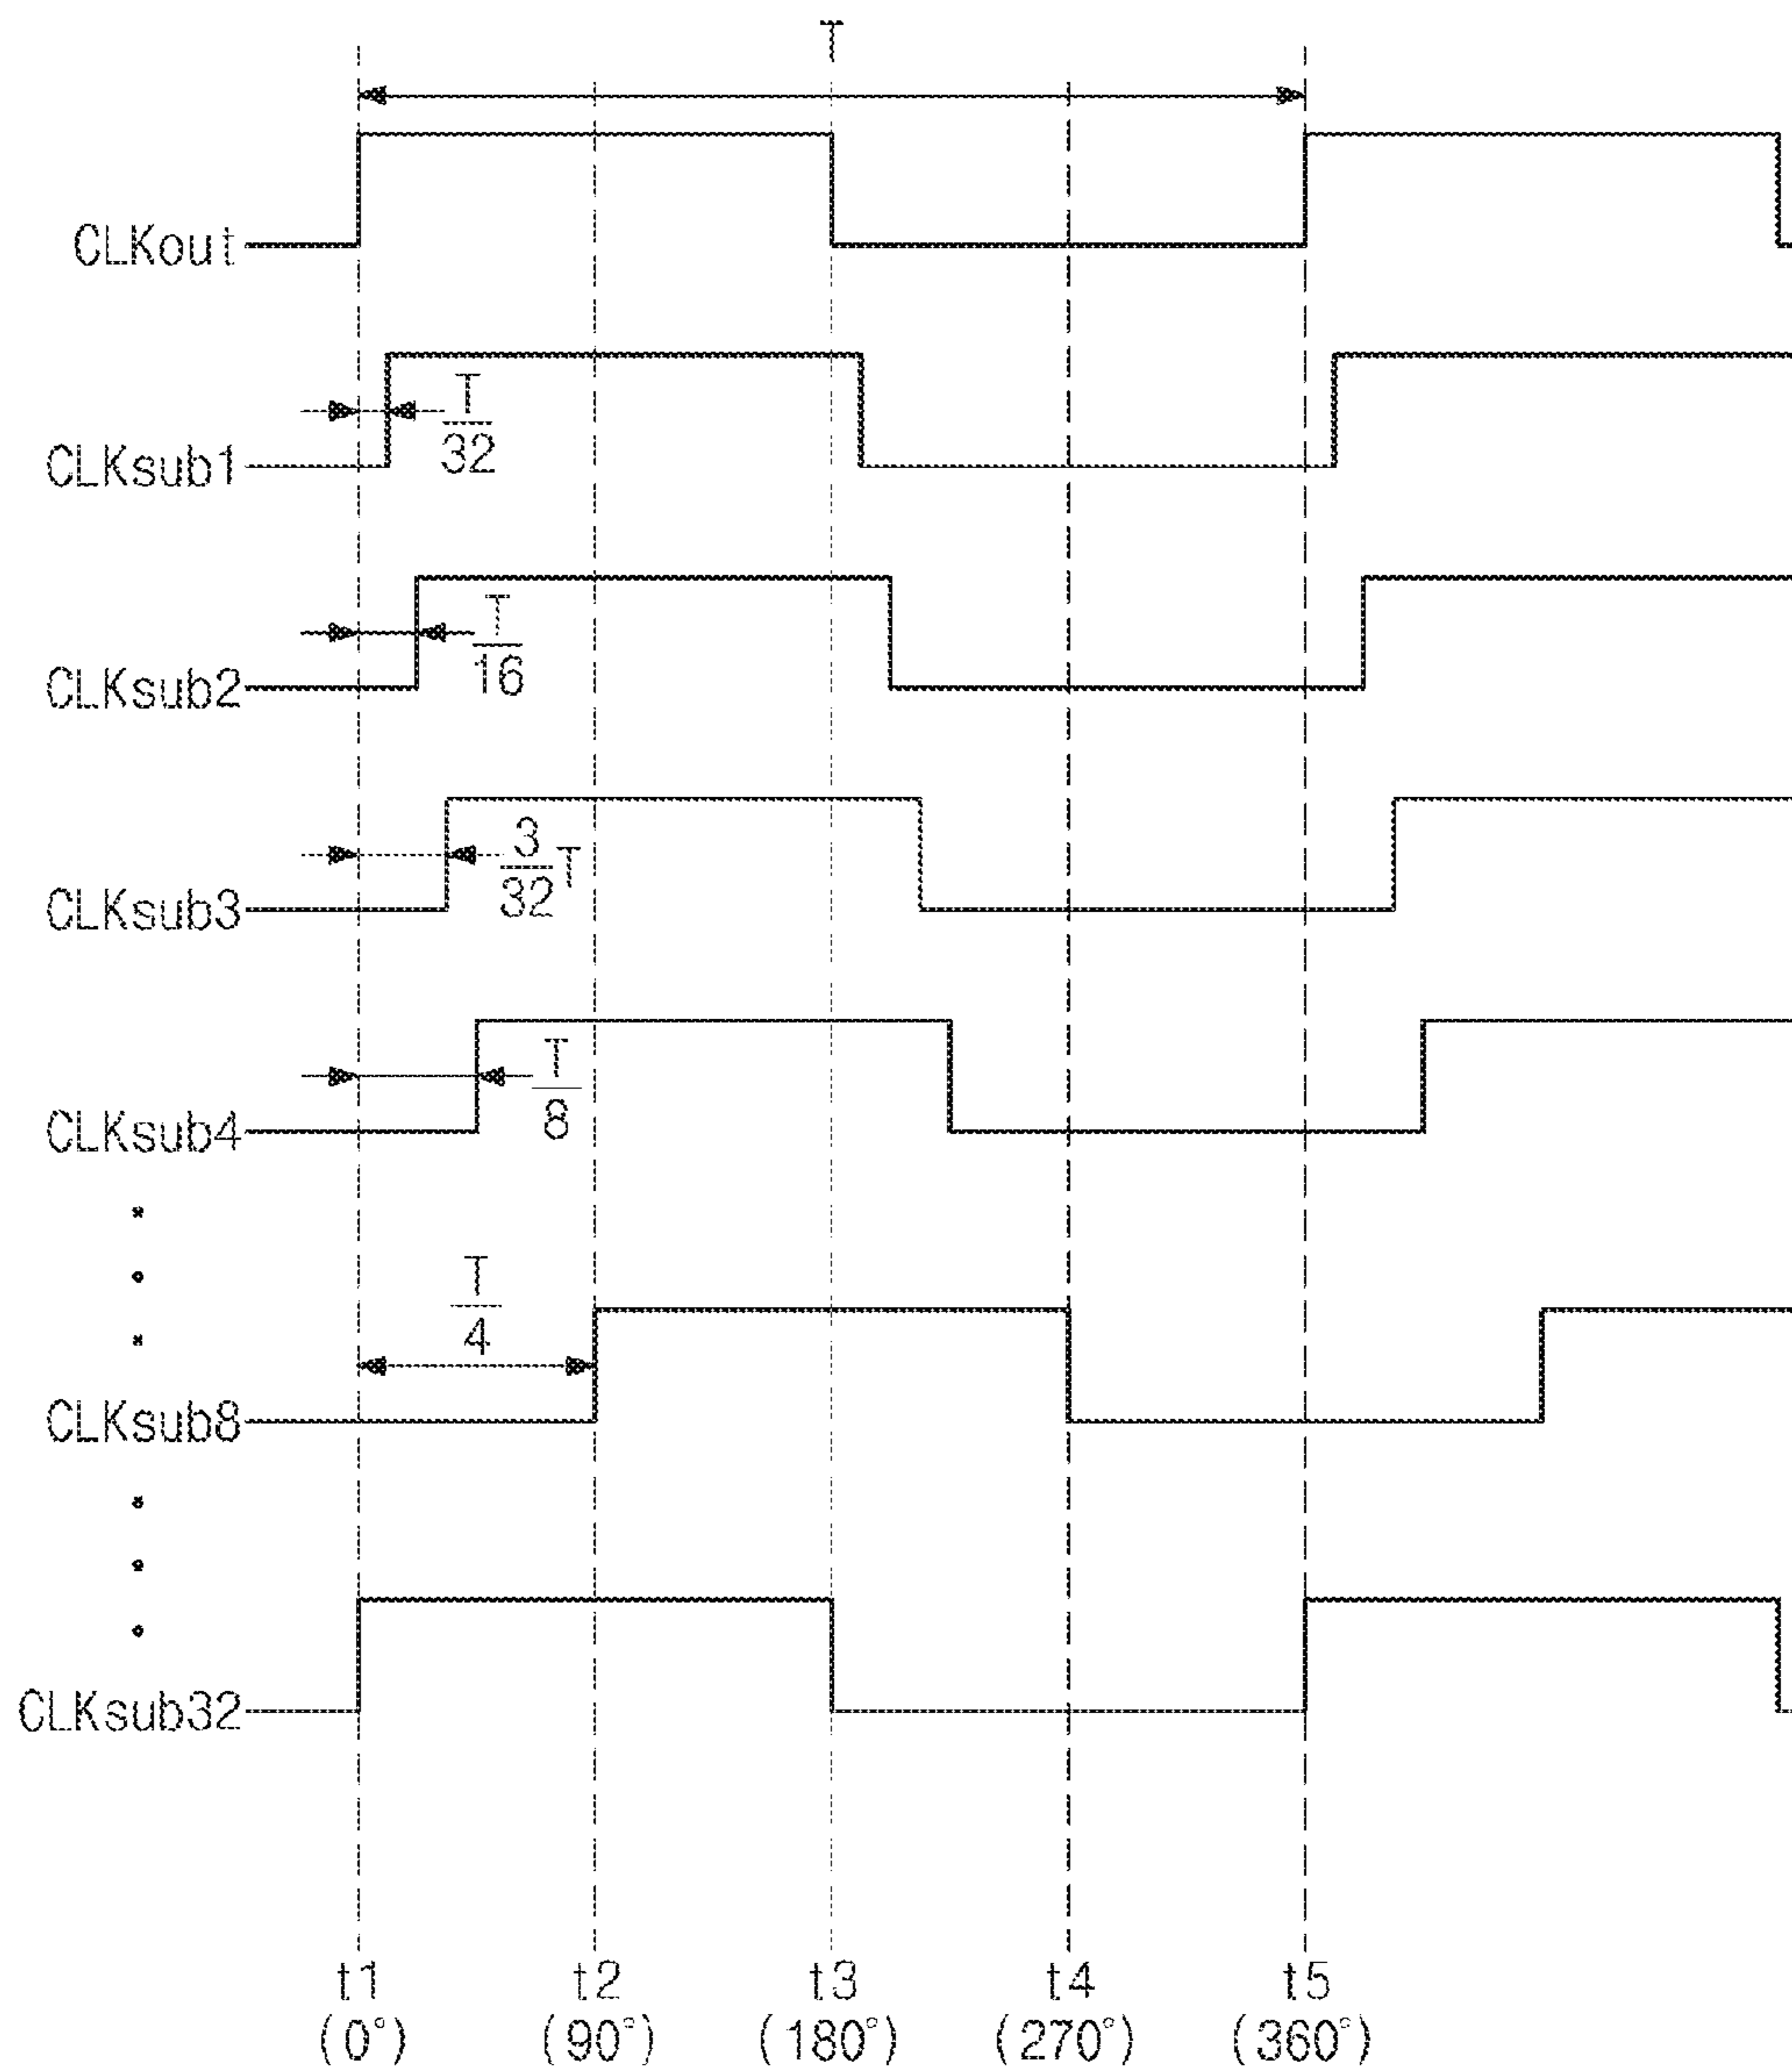 T
CLKout
CLKsub1
T
32
CLKsub2
T
16
CLKsub3
3
32
T
CLKsub4
T
8
T
4
CLKsub8
CLKsub32
t1 t2 t3 t4 t5
(0°) (90°) (180°) (270°) (360°)